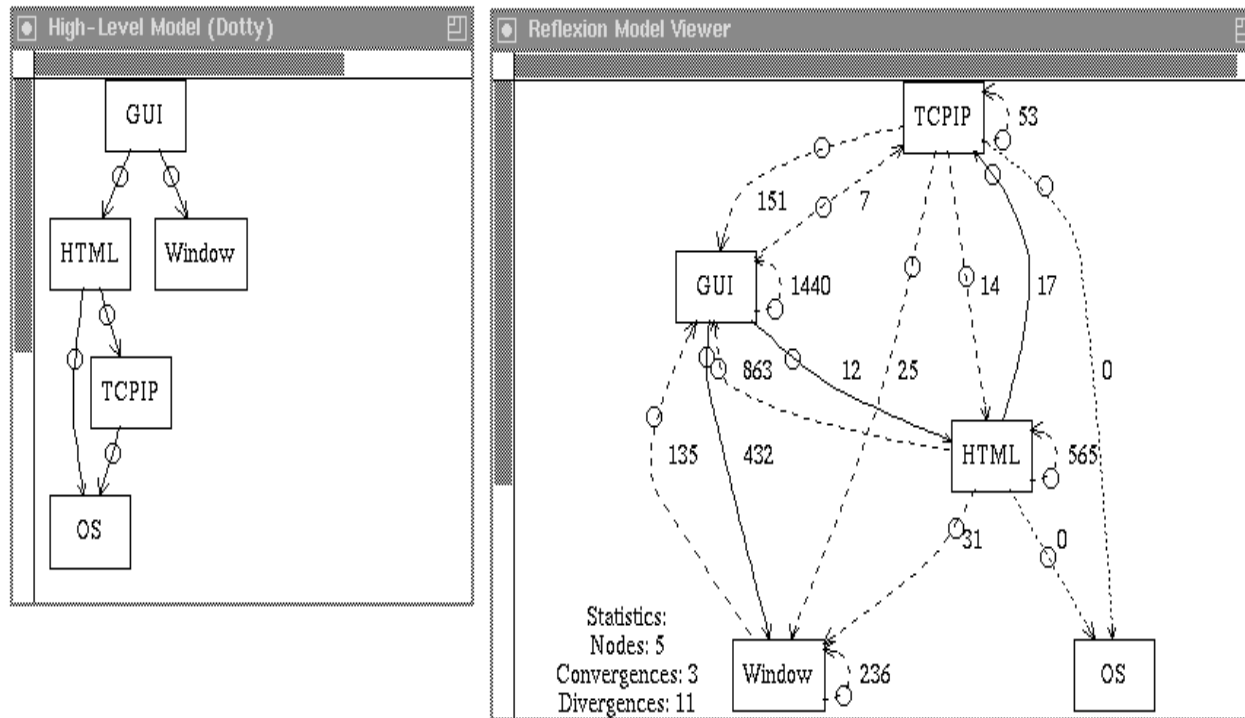 High-Level Model (Dotty)
GUI
HTML
Window
TCPIP
OS
Reflexion Model Viewer
TCPIP
53
151
7
GUI
1440
14
17
863
12
25
0
135
432
HTML
565
31
0
Statistics:
Nodes: 5
Convergences: 3
Divergences: 11
Window
236
OS